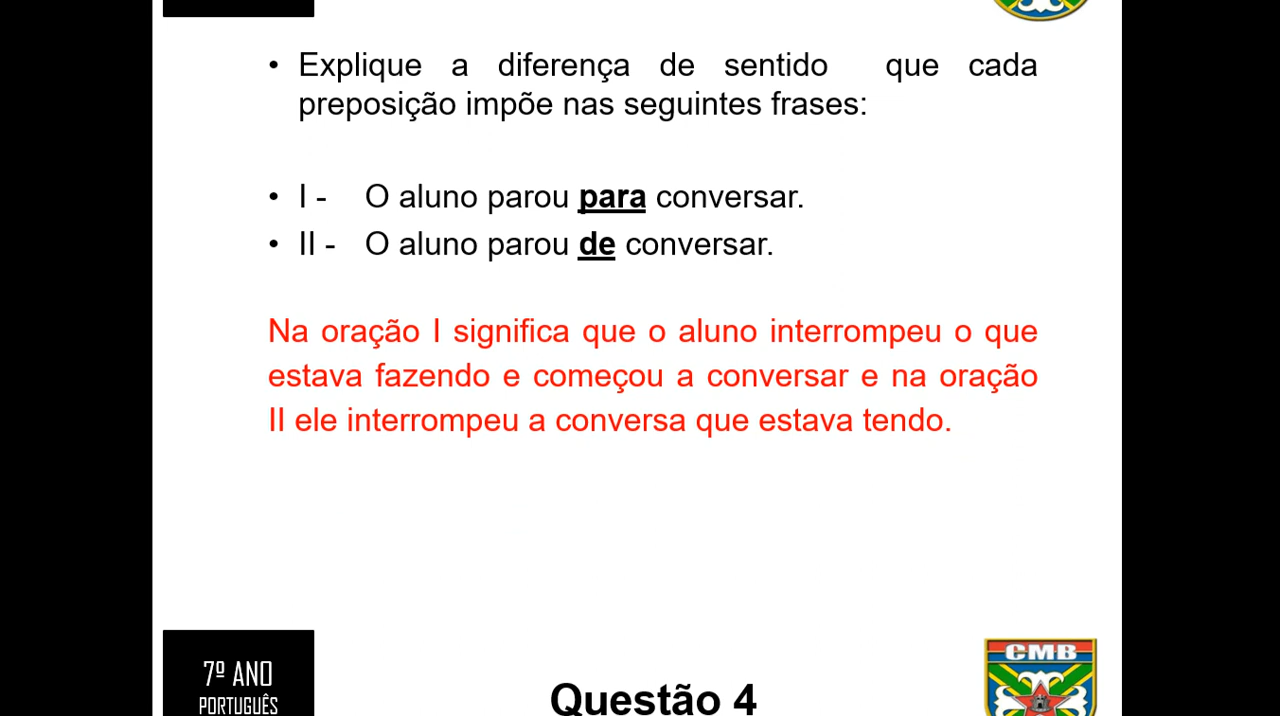 • Explique a diferença de sentido que cada
preposição impõe nas seguintes frases:
• I - O aluno parou para conversar.
• II - O aluno parou de conversar.
Na oração I significa que o aluno interrompeu o que
estava fazendo e começou a conversar e na oração
II ele interrompeu a conversa que estava tendo.
7º ANO
PORTUGUÊS
Questão 4
CMB